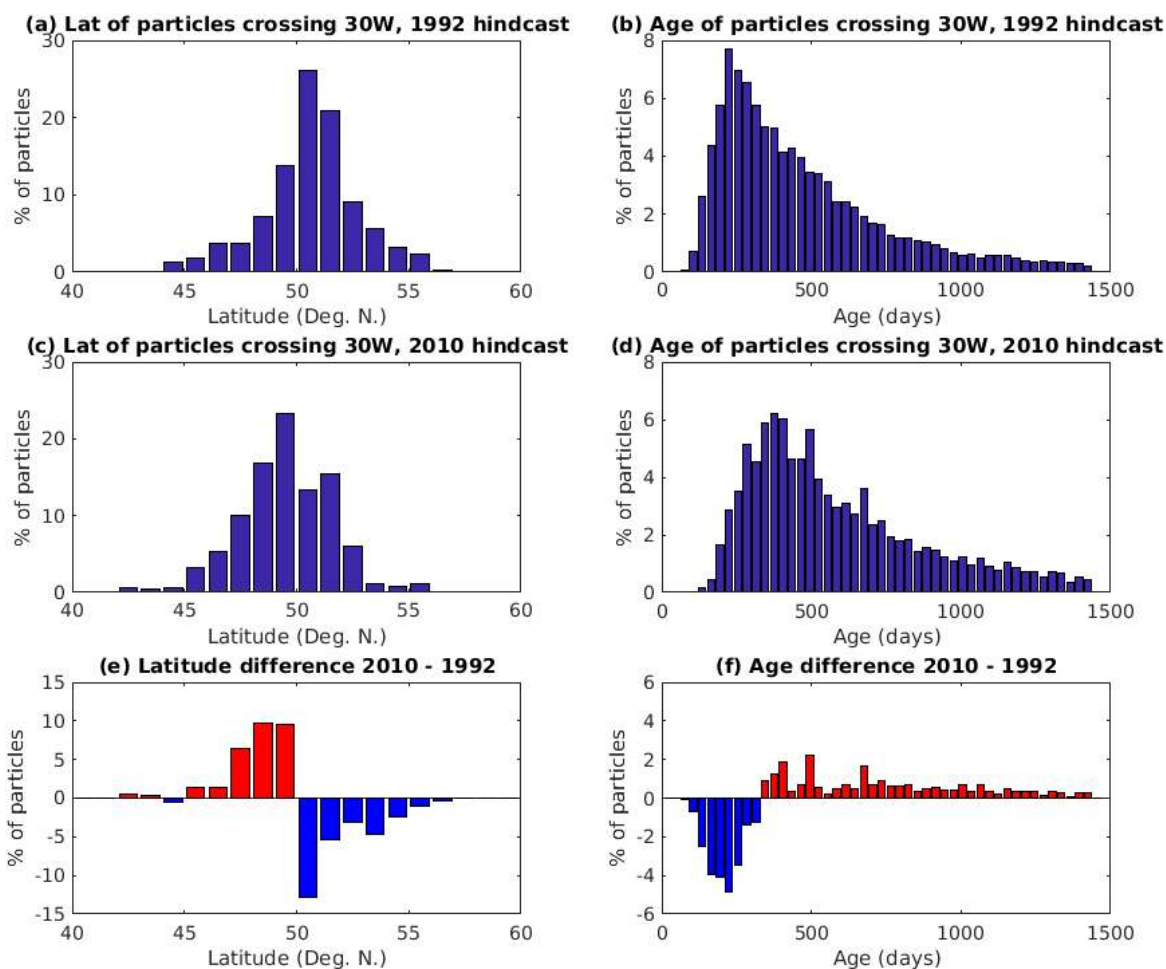 (a) Lat of particles crossing 30W, 1992 hindcast
30
20
10
0
% of particles
40 45 50 55 60
Latitude (Deg. N.)
(b) Age of particles crossing 30W, 1992 hindcast
8
6
4
2
0
% of particles
0 500 1000 1500
Age (days)
(c) Lat of particles crossing 30W, 2010 hindcast
30
20
10
0
% of particles
40 45 50 55 60
Latitude (Deg. N.)
(d) Age of particles crossing 30W, 2010 hindcast
8
6
4
2
0
% of particles
0 500 1000 1500
Age (days)
(e) Latitude difference 2010 - 1992
15
10
5
0
-5
-10
-15
% of particles
40 45 50 55 60
Latitude (Deg. N.)
(f) Age difference 2010 - 1992
6
4
2
0
-2
-4
-6
% of particles
0 500 1000 1500
Age (days)